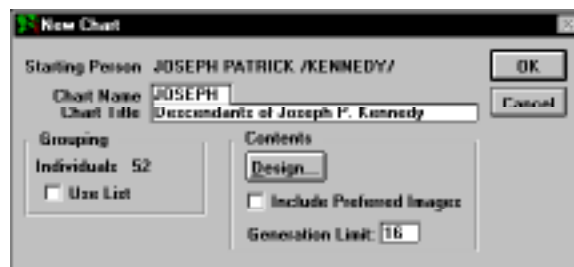 New Chart
Starting Person JOSEPH PATRICK /KENNEDY/
OK
Chart Name JOSEPH
Cancel
Chart Title Descendants of Joseph P. Kennedy
Grouping
Contents
Individuals 52
Design...
Use List
Include Preferred Images
Generation Limit: 16